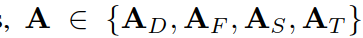 s, A ∈ {A_D, A_F, A_S, A_T}